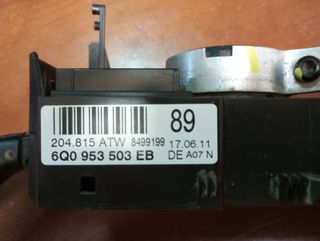 89
204.815 ATW 8499199 17.06.11
6Q0 953 503 EB DE A07 N